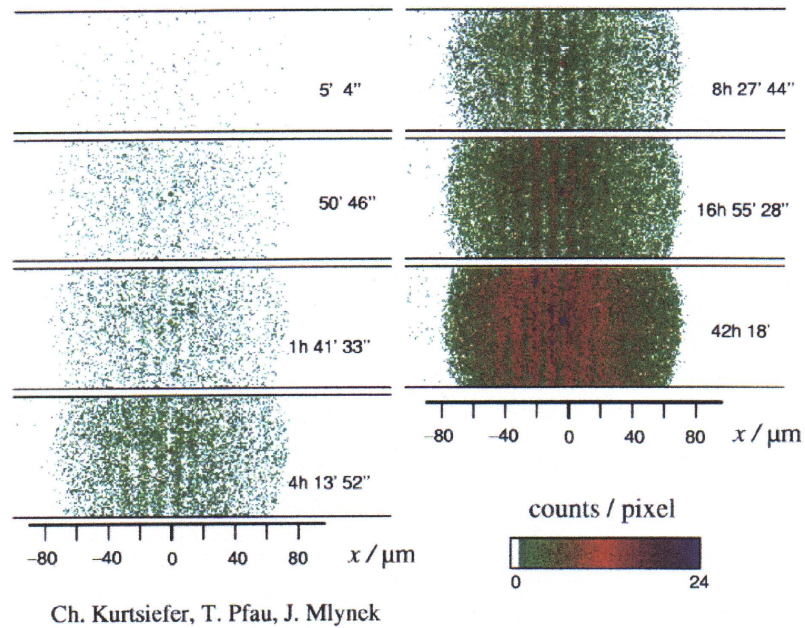 5' 4"
50' 46"
1h 41' 33"
4h 13' 52"
−80 −40 0 40 80 x / μm
8h 27' 44"
16h 55' 28"
42h 18'
−80 −40 0 40 80 x / μm
counts / pixel
0 24
Ch. Kurtsiefer, T. Pfau, J. Mlynek